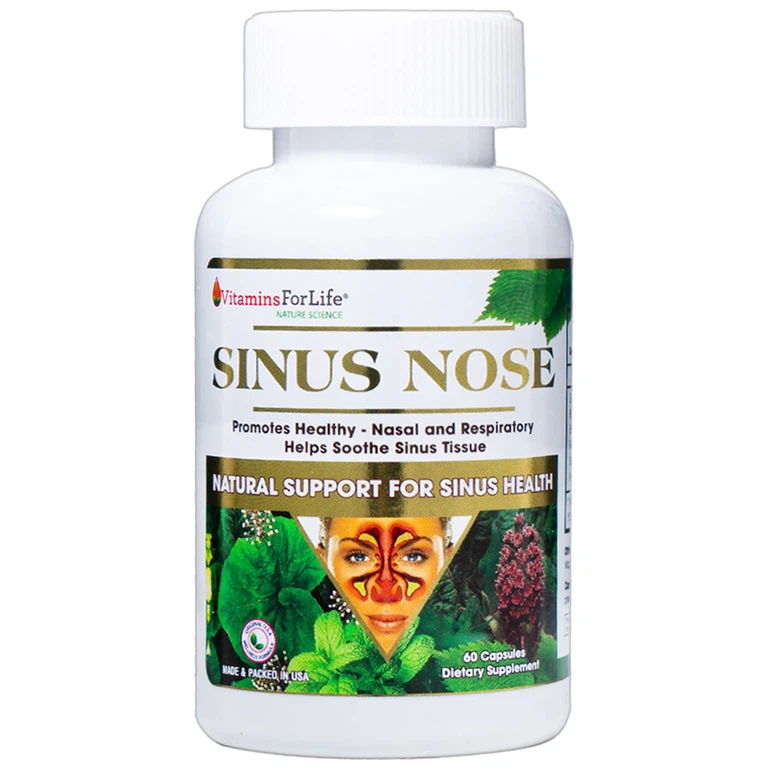 VitaminsForLife®
NATURE SCIENCE
SINUS NOSE
Promotes Healthy - Nasal and Respiratory
Helps Soothe Sinus Tissue
NATURAL SUPPORT FOR SINUS HEALTH
60 Capsules
Dietary Supplement
MADE & PACKED IN USA